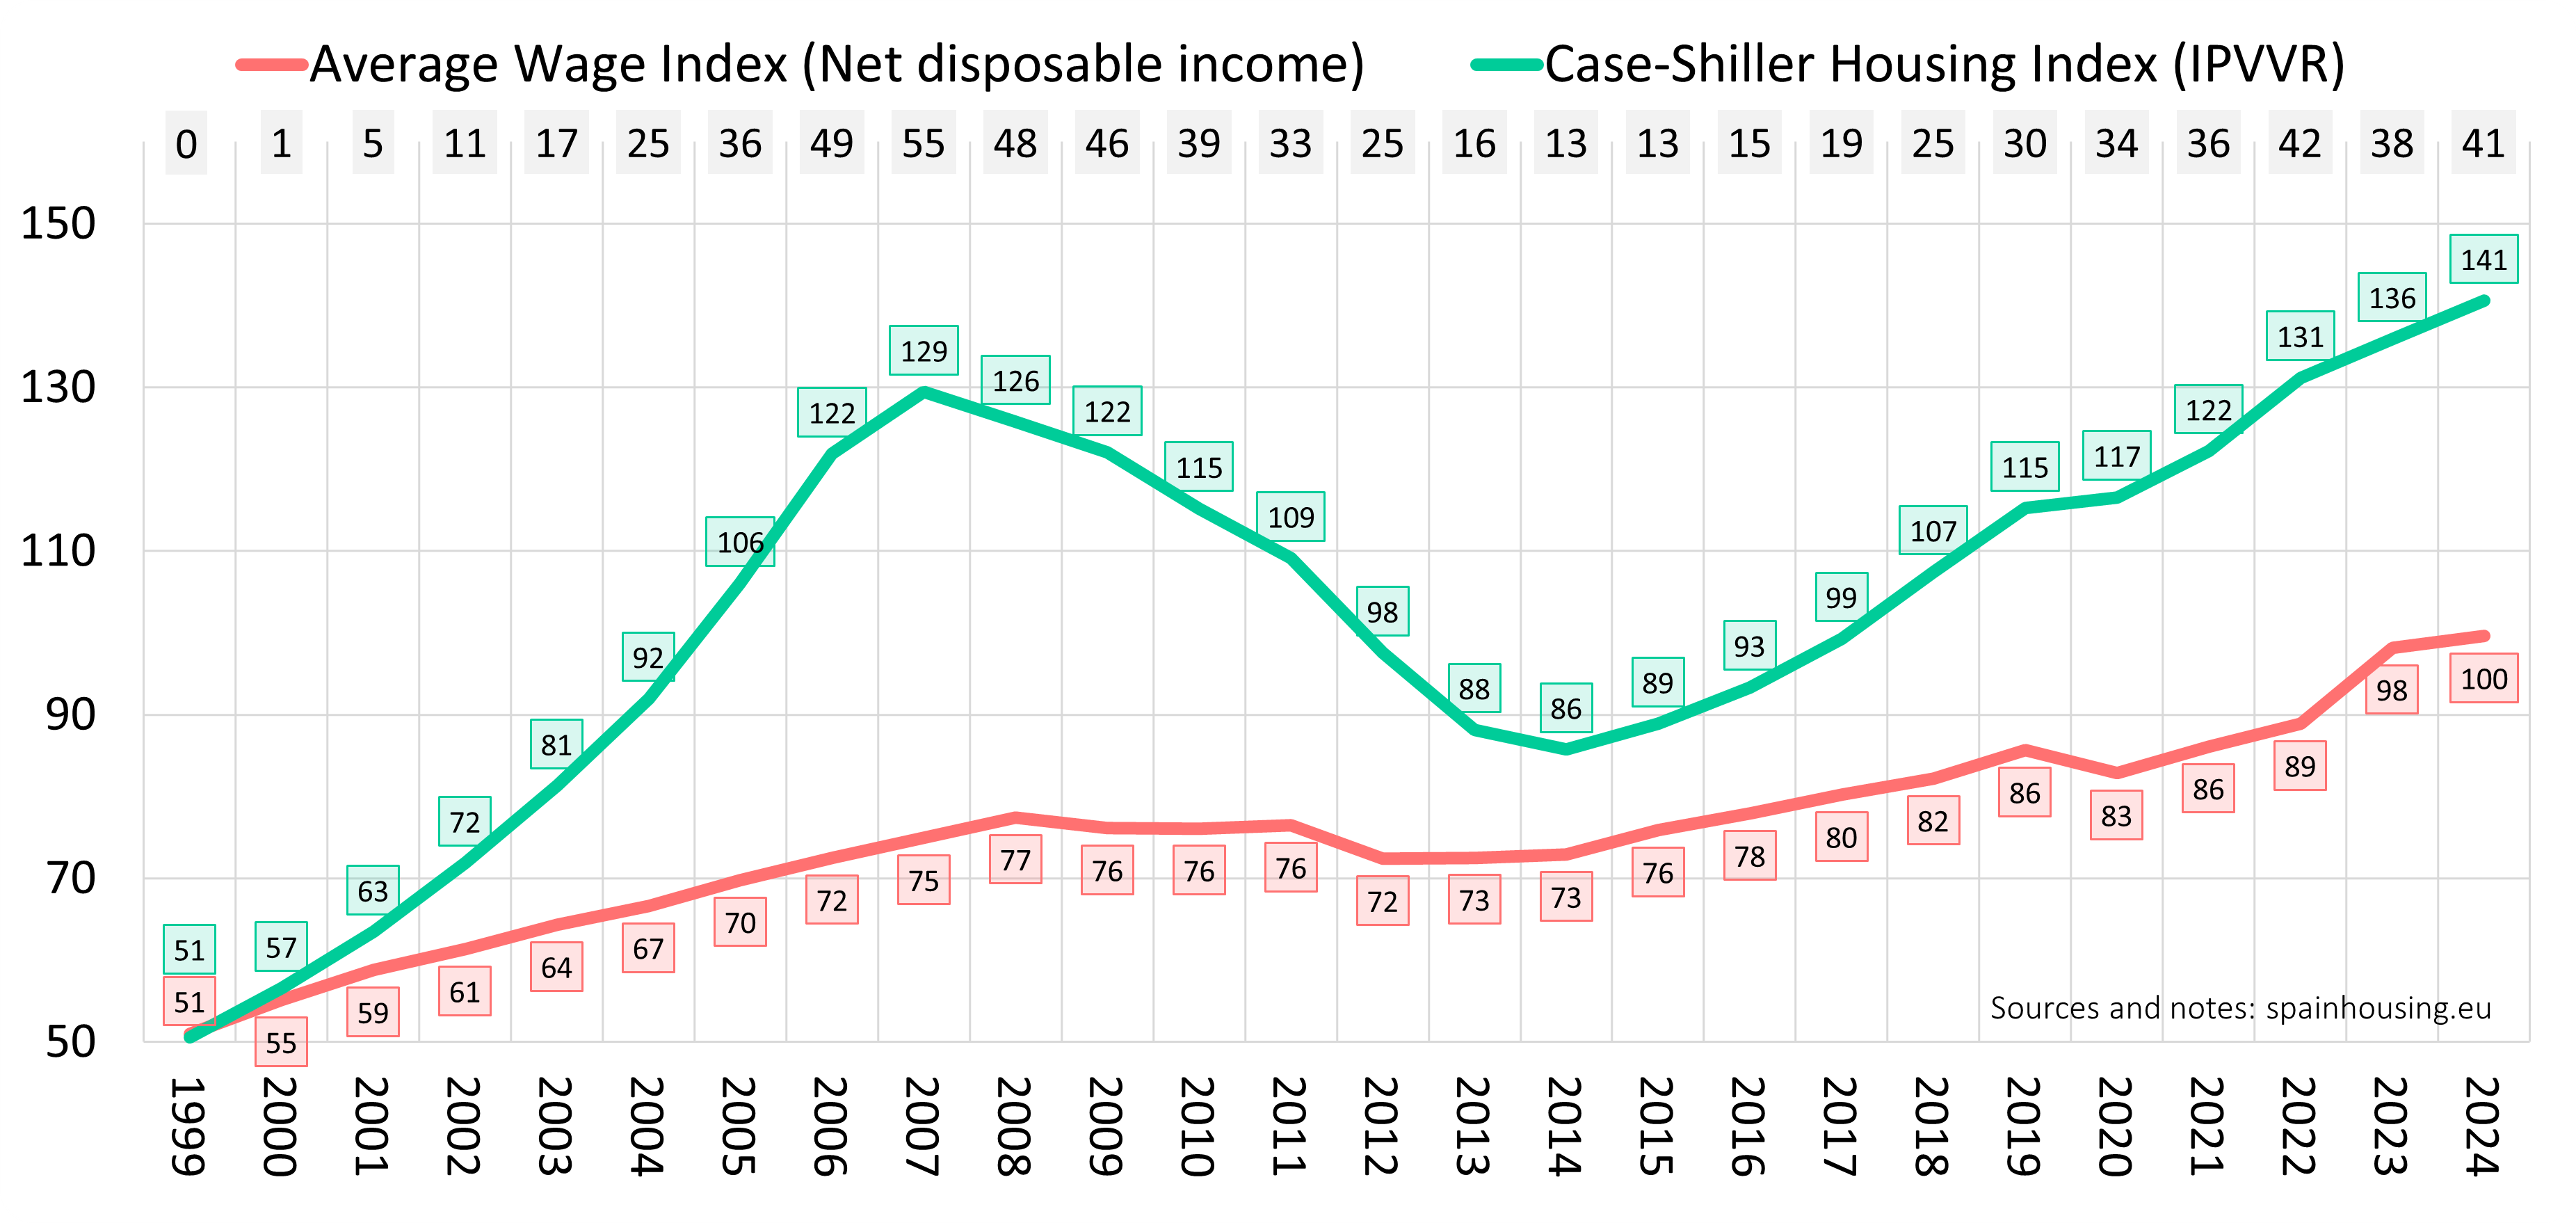 Average Wage Index (Net disposable income) Case-Shiller Housing Index (IPVVR)
0 1 5 11 17 25 36 49 55 48 46 39 33 25 16 13 13 15 19 25 30 34 36 42 38 41
150
130
110
90
70
50
51 57 63 72 81 92 106 122 129 126 122 115 109 98 88 86 89 93 99 107 115 117 122 131 136 141
51 55 59 61 64 67 70 72 75 77 76 76 76 72 73 73 76 78 80 82 86 83 86 89 98 100
Sources and notes: spainhousing.eu
1999 2000 2001 2002 2003 2004 2005 2006 2007 2008 2009 2010 2011 2012 2013 2014 2015 2016 2017 2018 2019 2020 2021 2022 2023 2024